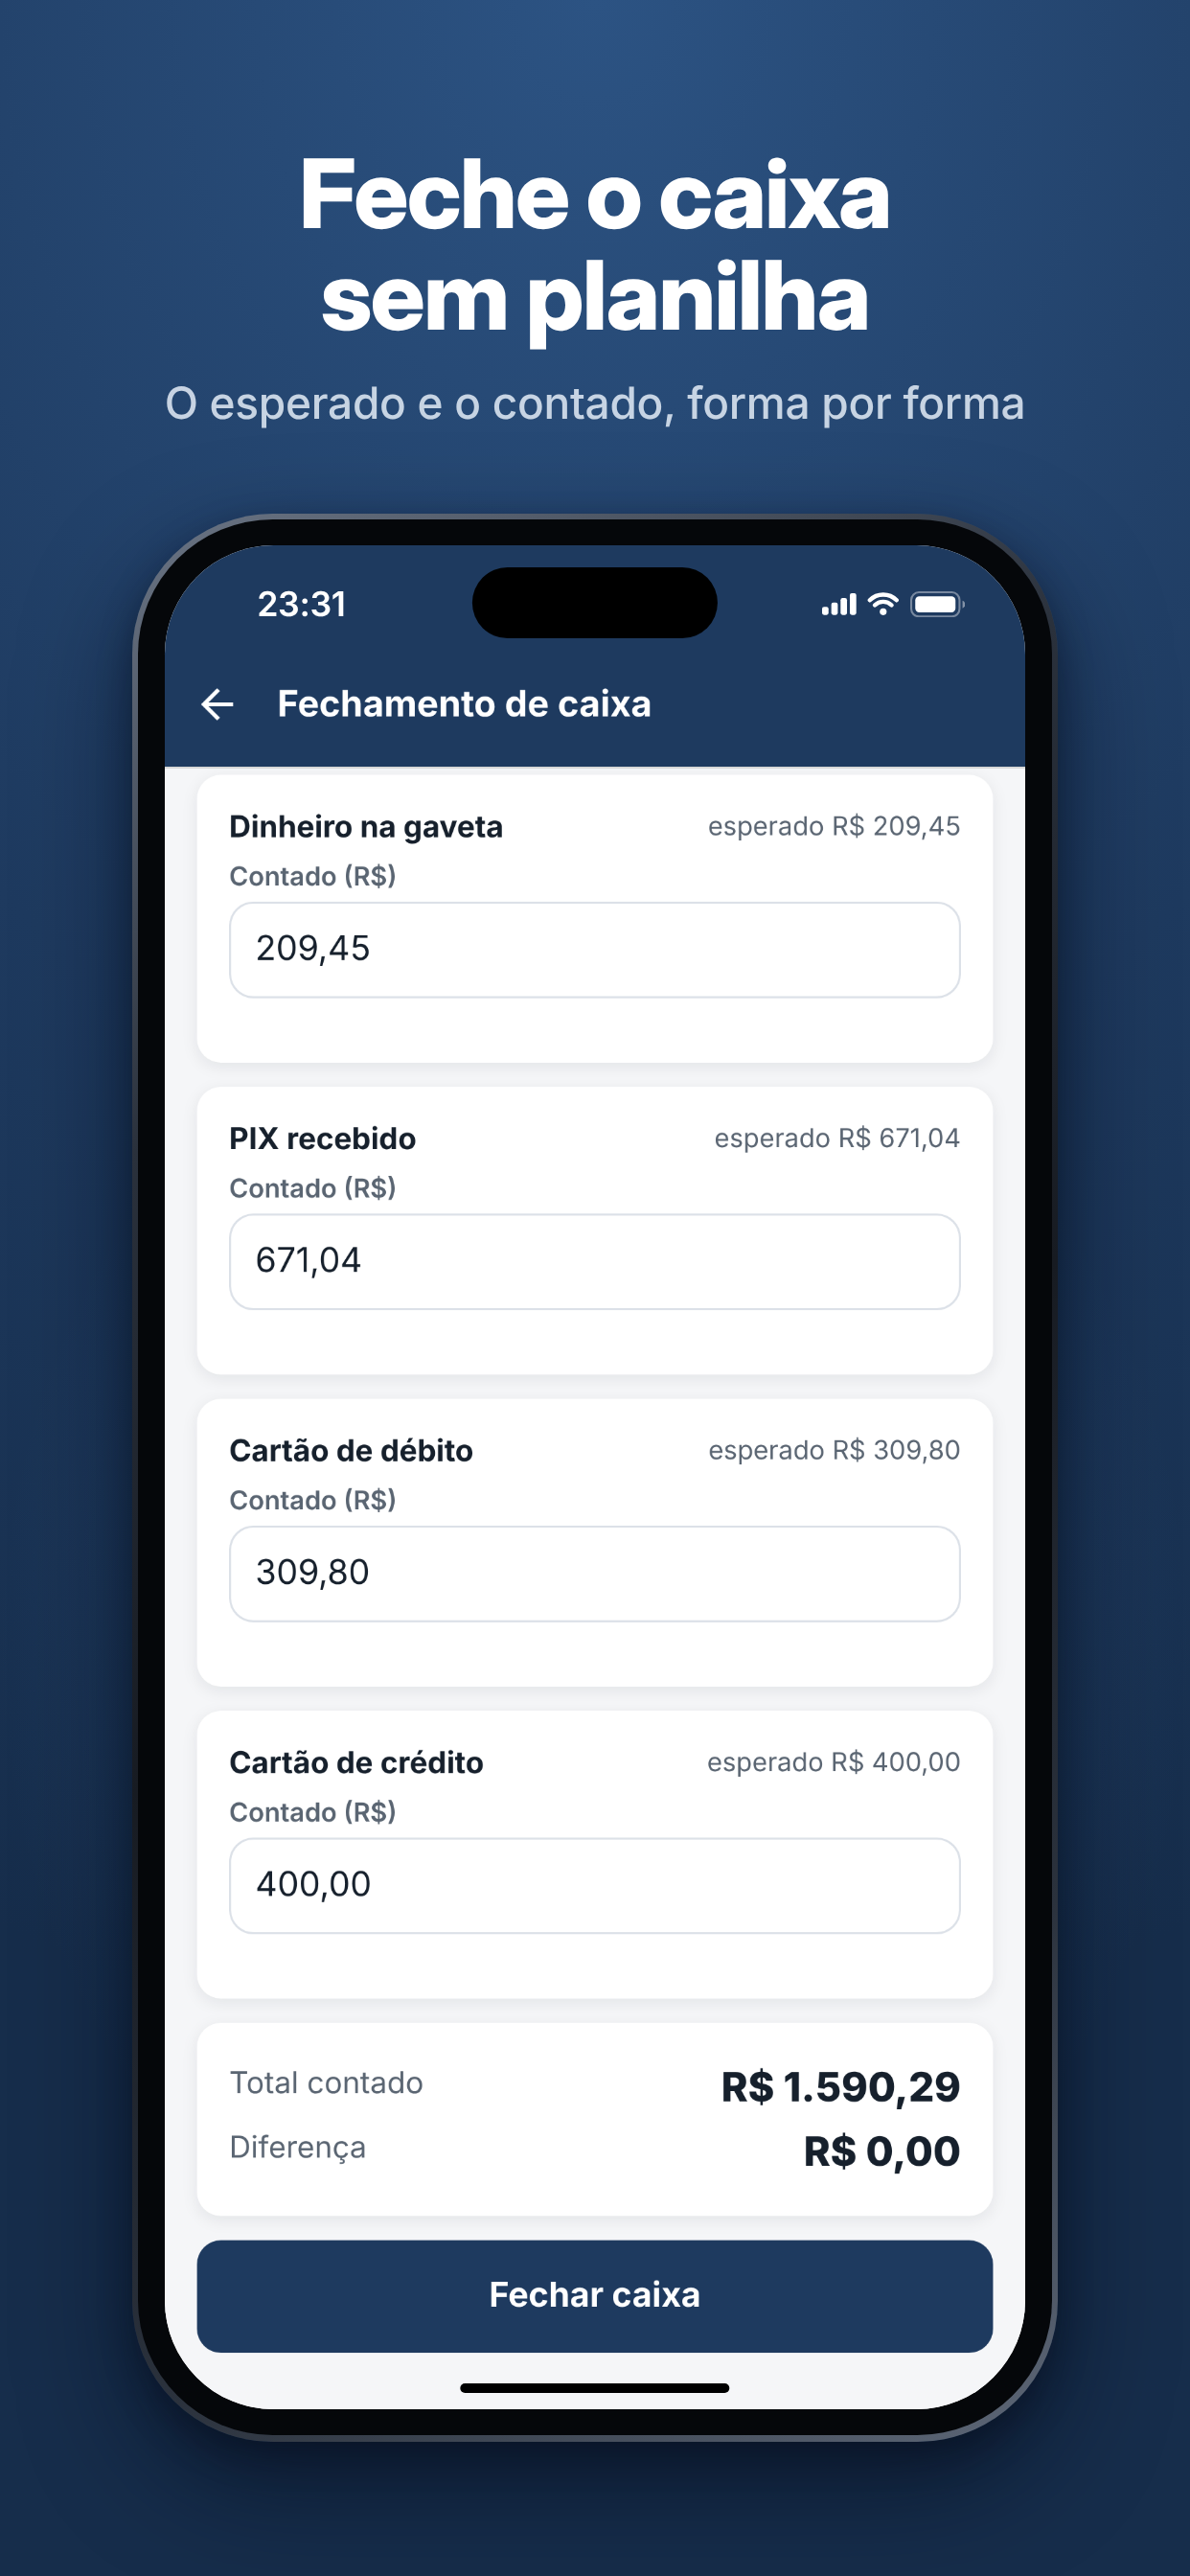 Feche o caixa
sem planilha
O esperado e o contado, forma por forma
23:31
Fechamento de caixa
Dinheiro na gaveta esperado R$ 209,45
Contado (R$)
209,45
PIX recebido esperado R$ 671,04
Contado (R$)
671,04
Cartão de débito esperado R$ 309,80
Contado (R$)
309,80
Cartão de crédito esperado R$ 400,00
Contado (R$)
400,00
Total contado R$ 1.590,29
Diferença R$ 0,00
Fechar caixa